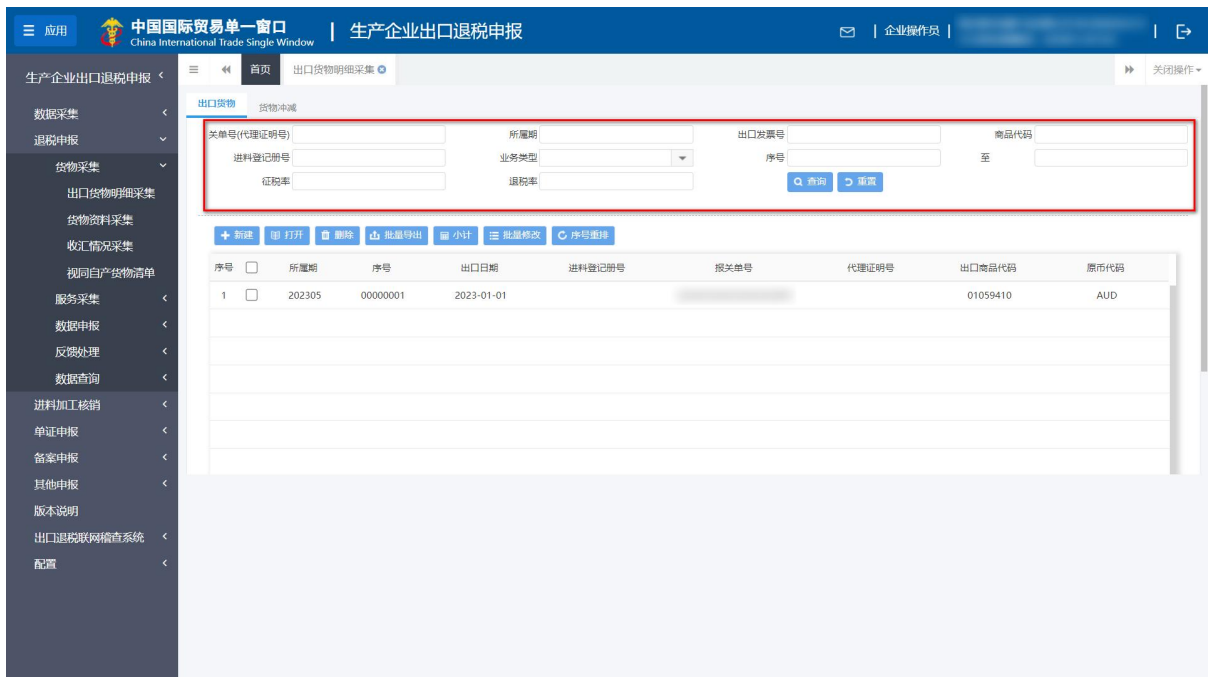 应用
中国国际贸易单一窗口
China International Trade Single Window
生产企业出口退税申报
企业操作员
生产企业出口退税申报
数据采集
退税申报
货物采集
出口货物明细采集
货物资料采集
收汇情况采集
视同自产货物清单
服务采集
数据申报
反馈处理
数据查询
进料加工核销
单证申报
备案申报
其他申报
版本说明
出口退税联网稽查系统
配置
首页 出口货物明细采集 关闭操作
出口货物 货物冲减
关单号(代理证明号) 所属期 出口发票号 商品代码
进料登记册号 业务类型 序号 至
征税率 退税率 查询 重置
新建 打开 删除 批量导出 小计 批量修改 序号重排
序号 所属期 序号 出口日期 进料登记册号 报关单号 代理证明号 出口商品代码 原币代码
1 202305 00000001 2023-01-01 01059410 AUD